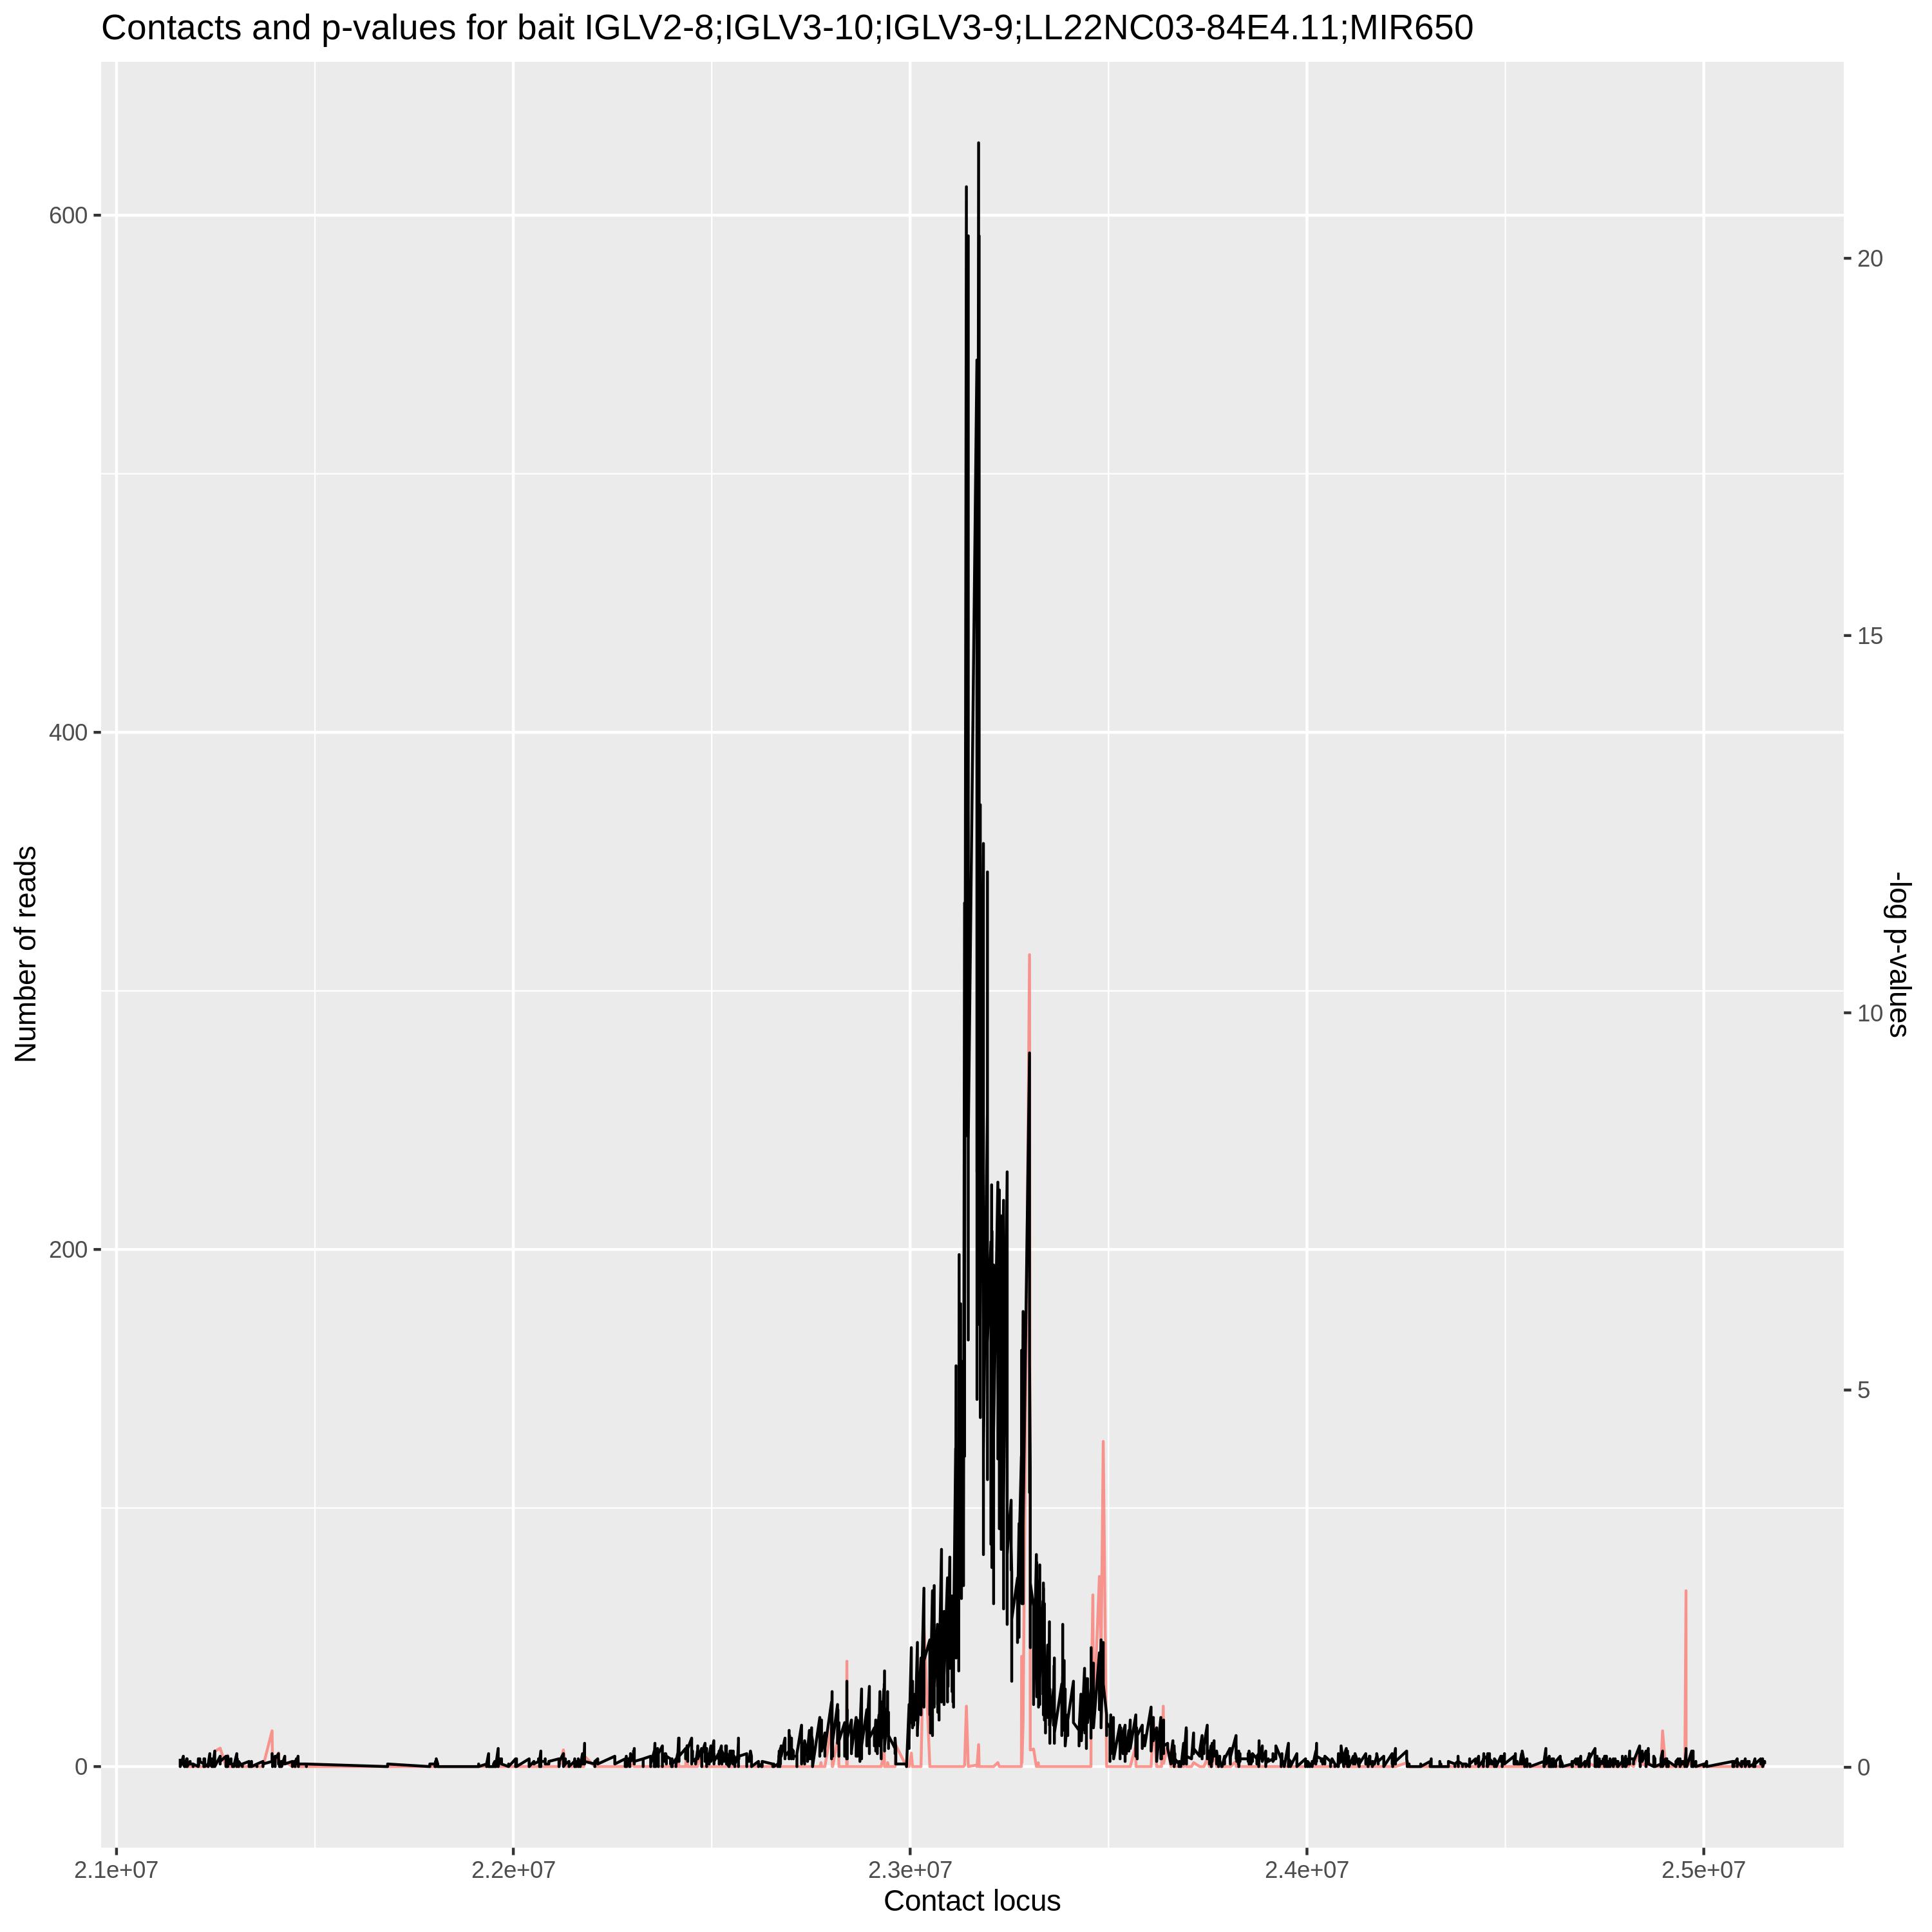 Contacts and p-values for bait IGLV2-8;IGLV3-10;IGLV3-9;LL22NC03-84E4.11;MIR650
600
400
200
0
Number of reads
20
15
10
5
0
-log p-values
2.1e+07
2.2e+07
2.3e+07
2.4e+07
2.5e+07
Contact locus